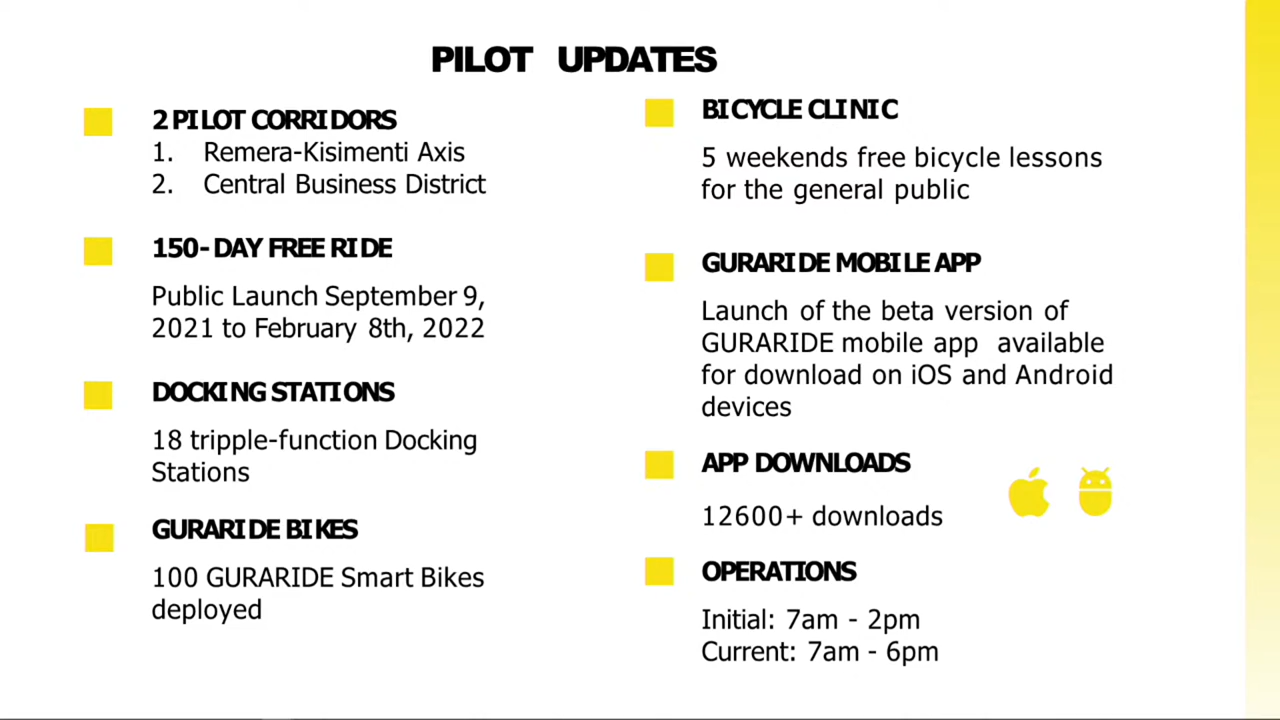 PILOT UPDATES
2 PILOT CORRIDORS
1. Remera-Kisimenti Axis
2. Central Business District
150-DAY FREE RIDE
Public Launch September 9,
2021 to February 8th, 2022
DOCKING STATIONS
18 tripple-function Docking
Stations
GURARIDE BIKES
100 GURARIDE Smart Bikes
deployed
BICYCLE CLINIC
5 weekends free bicycle lessons
for the general public
GURARIDE MOBILE APP
Launch of the beta version of
GURARIDE mobile app available
for download on iOS and Android
devices
APP DOWNLOADS
12600+ downloads
OPERATIONS
Initial: 7am - 2pm
Current: 7am - 6pm